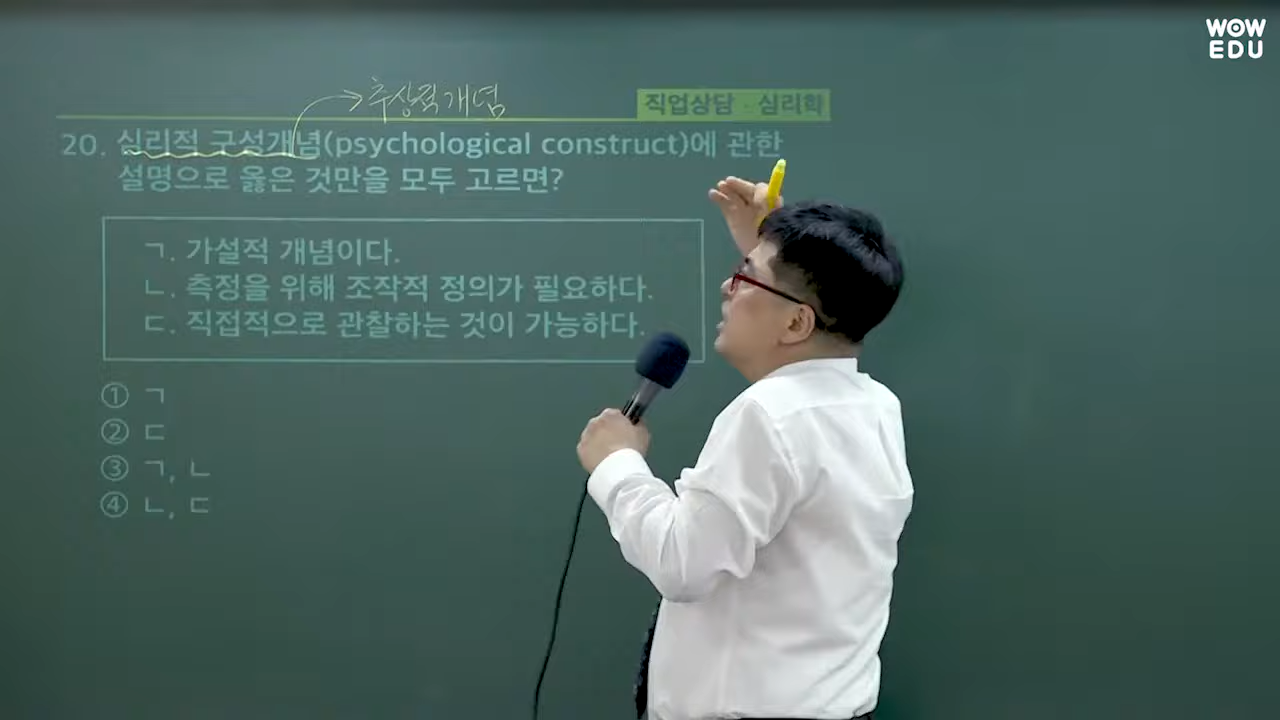 WOW
EDU
추상적개념
직업상담 - 심리학
20. 심리적 구성개념(psychological construct)에 관한
설명으로 옳은 것만을 모두 고르면?
ㄱ. 가설적 개념이다.
ㄴ. 측정을 위해 조작적 정의가 필요하다.
ㄷ. 직접적으로 관찰하는 것이 가능하다.
① ㄱ
② ㄷ
③ ㄱ, ㄴ
④ ㄴ, ㄷ